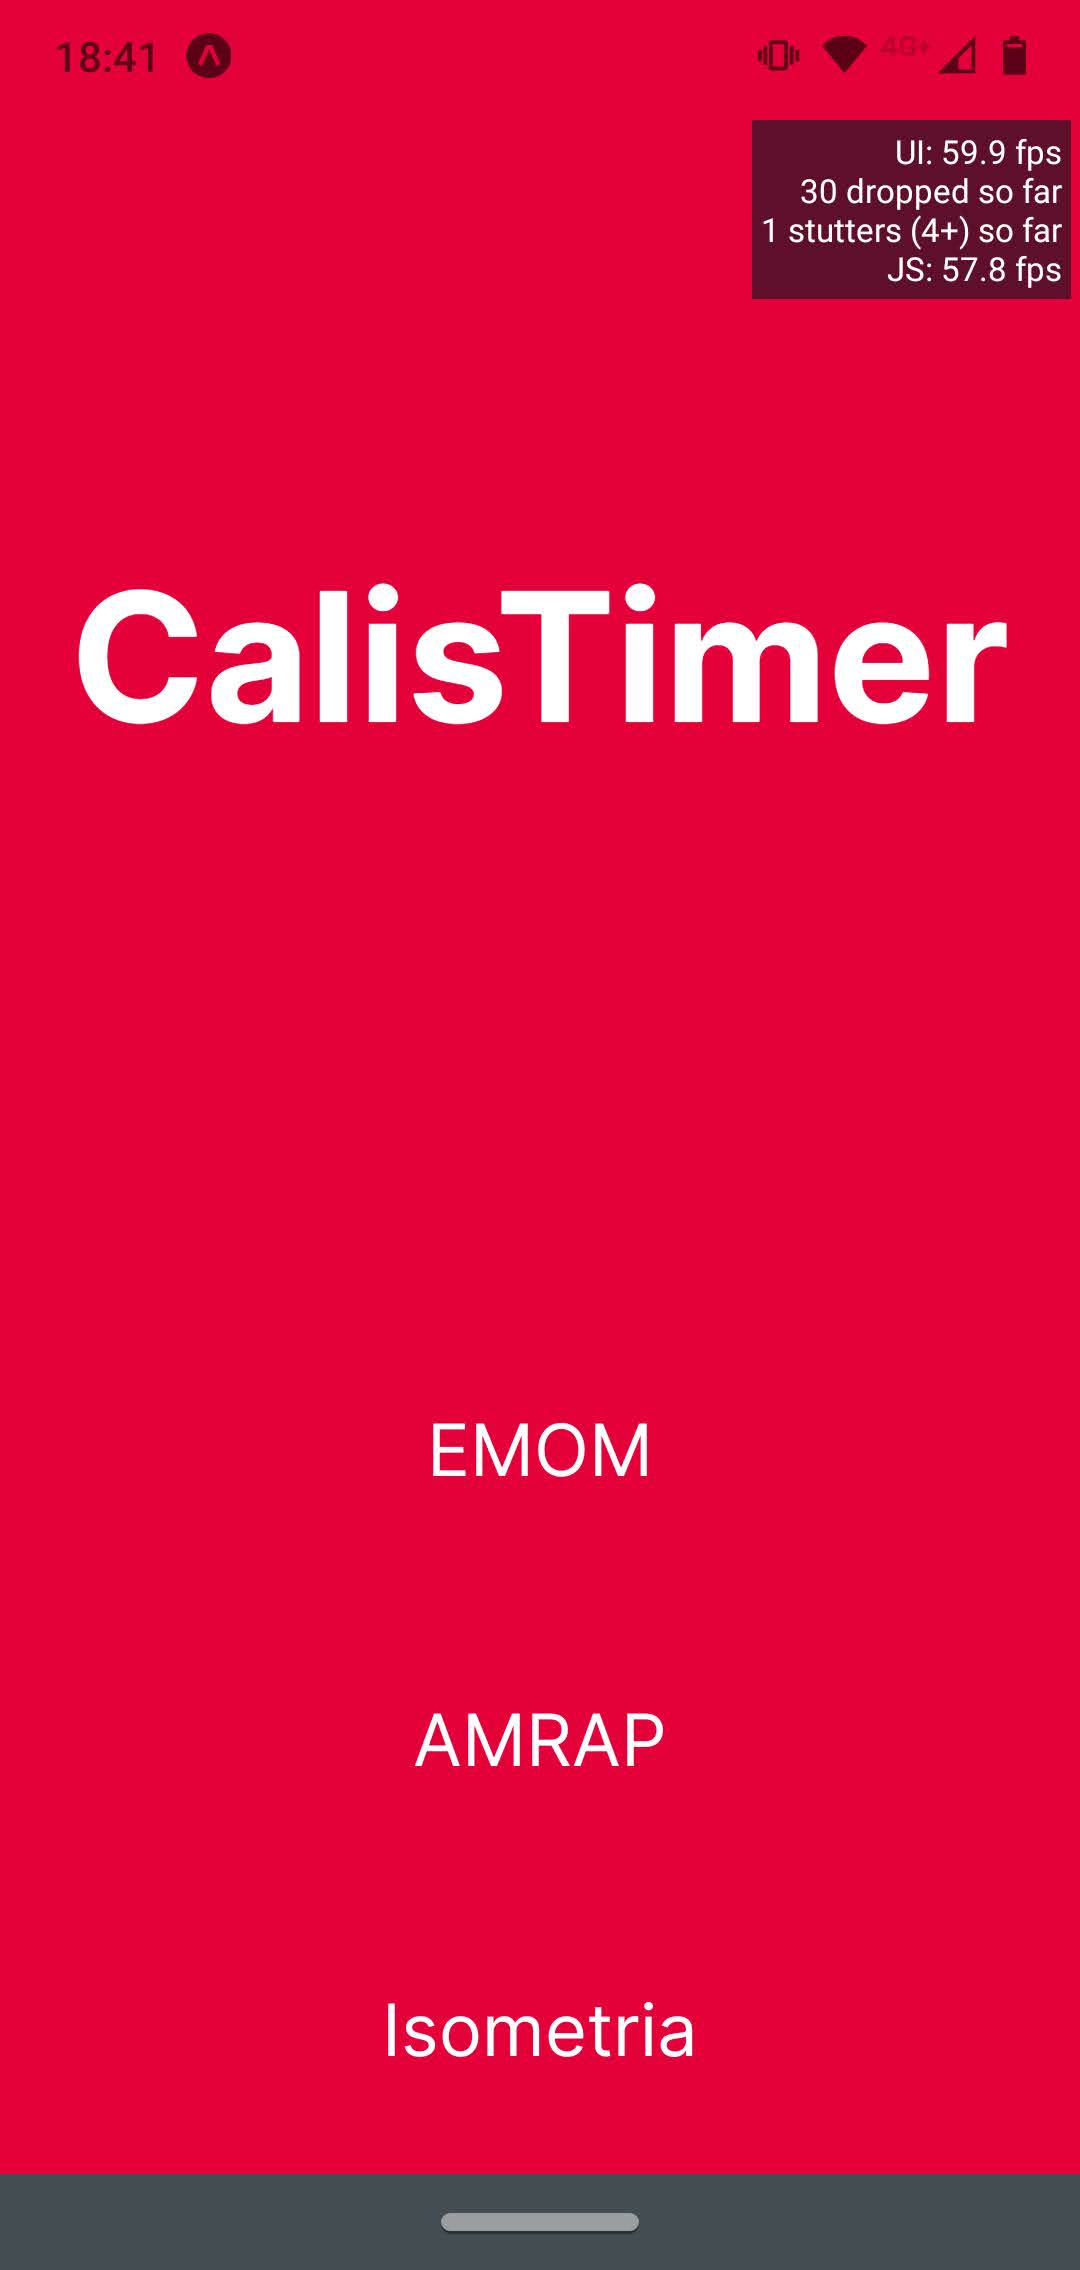 18:41
4G+
UI: 59.9 fps
30 dropped so far
1 stutters (4+) so far
JS: 57.8 fps
CalisTimer
EMOM
AMRAP
Isometria